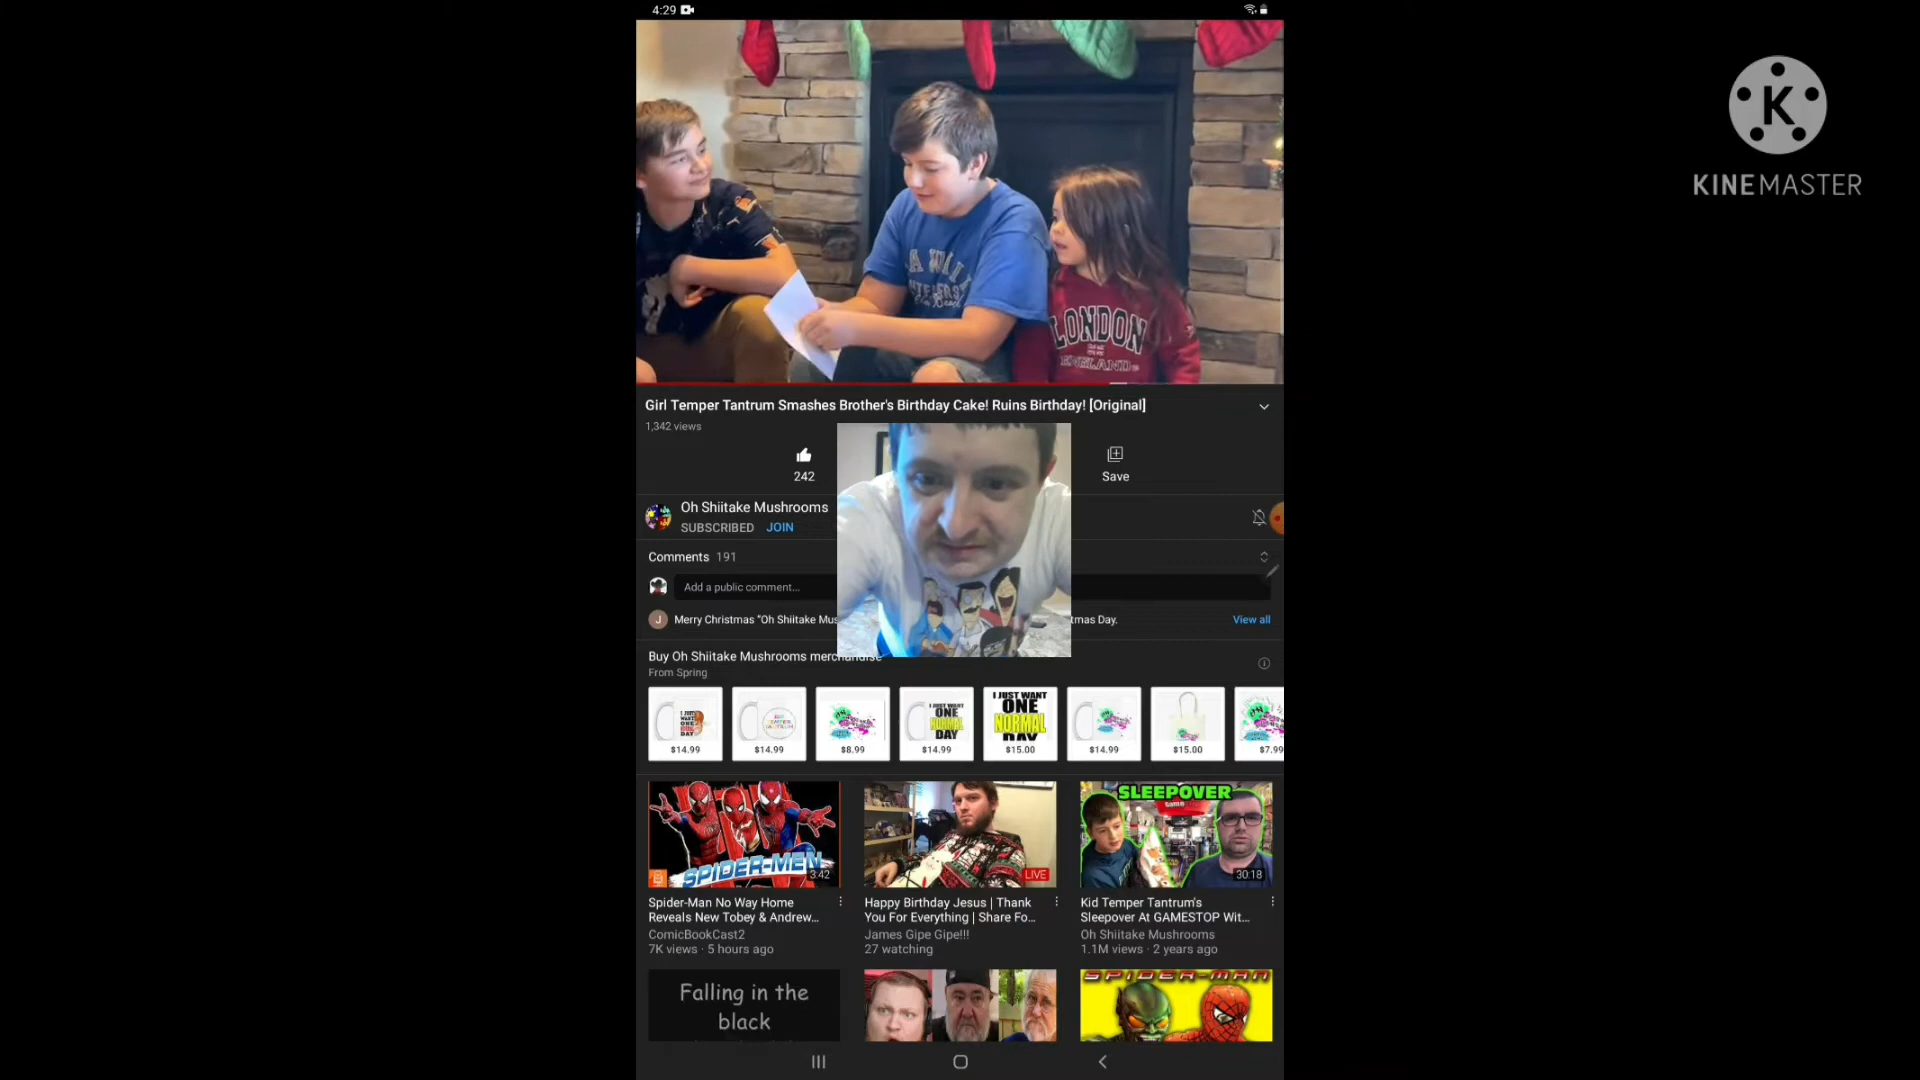 4:29
KINEMASTER
LONDON
ENGLAND
Girl Temper Tantrum Smashes Brother's Birthday Cake! Ruins Birthday! [Original]
1,342 views
242
Save
Oh Shiitake Mushrooms
SUBSCRIBED JOIN
Comments 191
Add a public comment...
J
Merry Christmas "Oh Shiitake Mus
tmas Day.
View all
Buy Oh Shiitake Mushrooms merchandise
From Spring
I JUST WANT ONE NORMAL DAY
$14.99 $14.99 $8.99 $14.99 $15.00 $14.99 $15.00 $7.99
SPIDER-MEN
3:42
LIVE
SLEEPOVER
30:18
Spider-Man No Way Home
Reveals New Tobey & Andrew...
ComicBookCast2
7K views · 5 hours ago
Happy Birthday Jesus | Thank
You For Everything | Share Fo...
James Gipe Gipe!!!
27 watching
Kid Temper Tantrum's
Sleepover At GAMESTOP Wit...
Oh Shiitake Mushrooms
1.1M views · 2 years ago
Falling in the
black
SPIDER-MAN